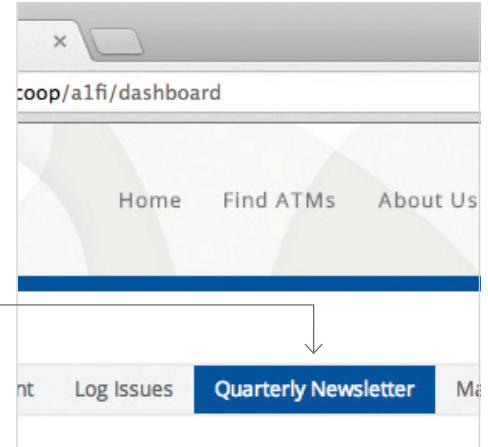 coop/a1fi/dashboard
Home Find ATMs About Us
nt Log Issues Quarterly Newsletter Ma